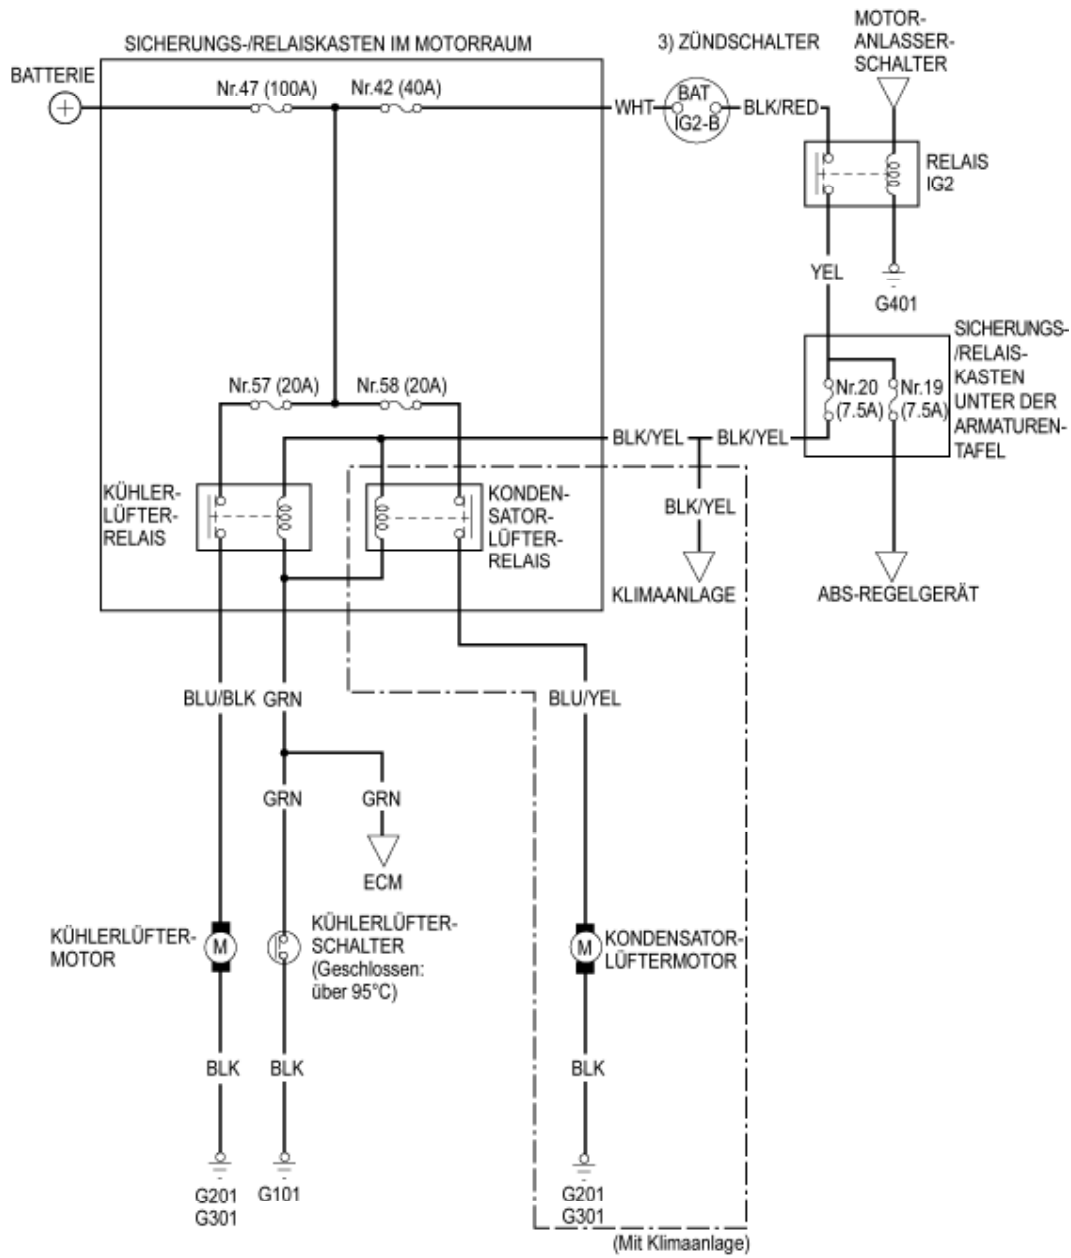 SICHERUNGS-/RELAISKASTEN IM MOTORRAUM
3) ZÜNDSCHALTER
MOTOR-
ANLASSER-
SCHALTER
BATTERIE
Nr.47 (100A)
Nr.42 (40A)
WHT
BAT
IG2-B
BLK/RED
RELAIS
IG2
YEL
G401
SICHERUNGS-
/RELAIS-
KASTEN
UNTER DER
ARMATUREN-
TAFEL
Nr.20
(7.5A)
Nr.19
(7.5A)
Nr.57 (20A)
Nr.58 (20A)
BLK/YEL
BLK/YEL
BLK/YEL
KÜHLER-
LÜFTER-
RELAIS
KONDEN-
SATOR-
LÜFTER-
RELAIS
KLIMAANLAGE
ABS-REGELGERÄT
BLU/BLK
GRN
BLU/YEL
GRN
GRN
ECM
KÜHLERLÜFTER-
MOTOR
M
KÜHLERLÜFTER-
SCHALTER
(Geschlossen:
über 95°C)
M
KONDENSATOR-
LÜFTERMOTOR
BLK
BLK
BLK
G201
G301
G101
G201
G301
(Mit Klimaanlage)